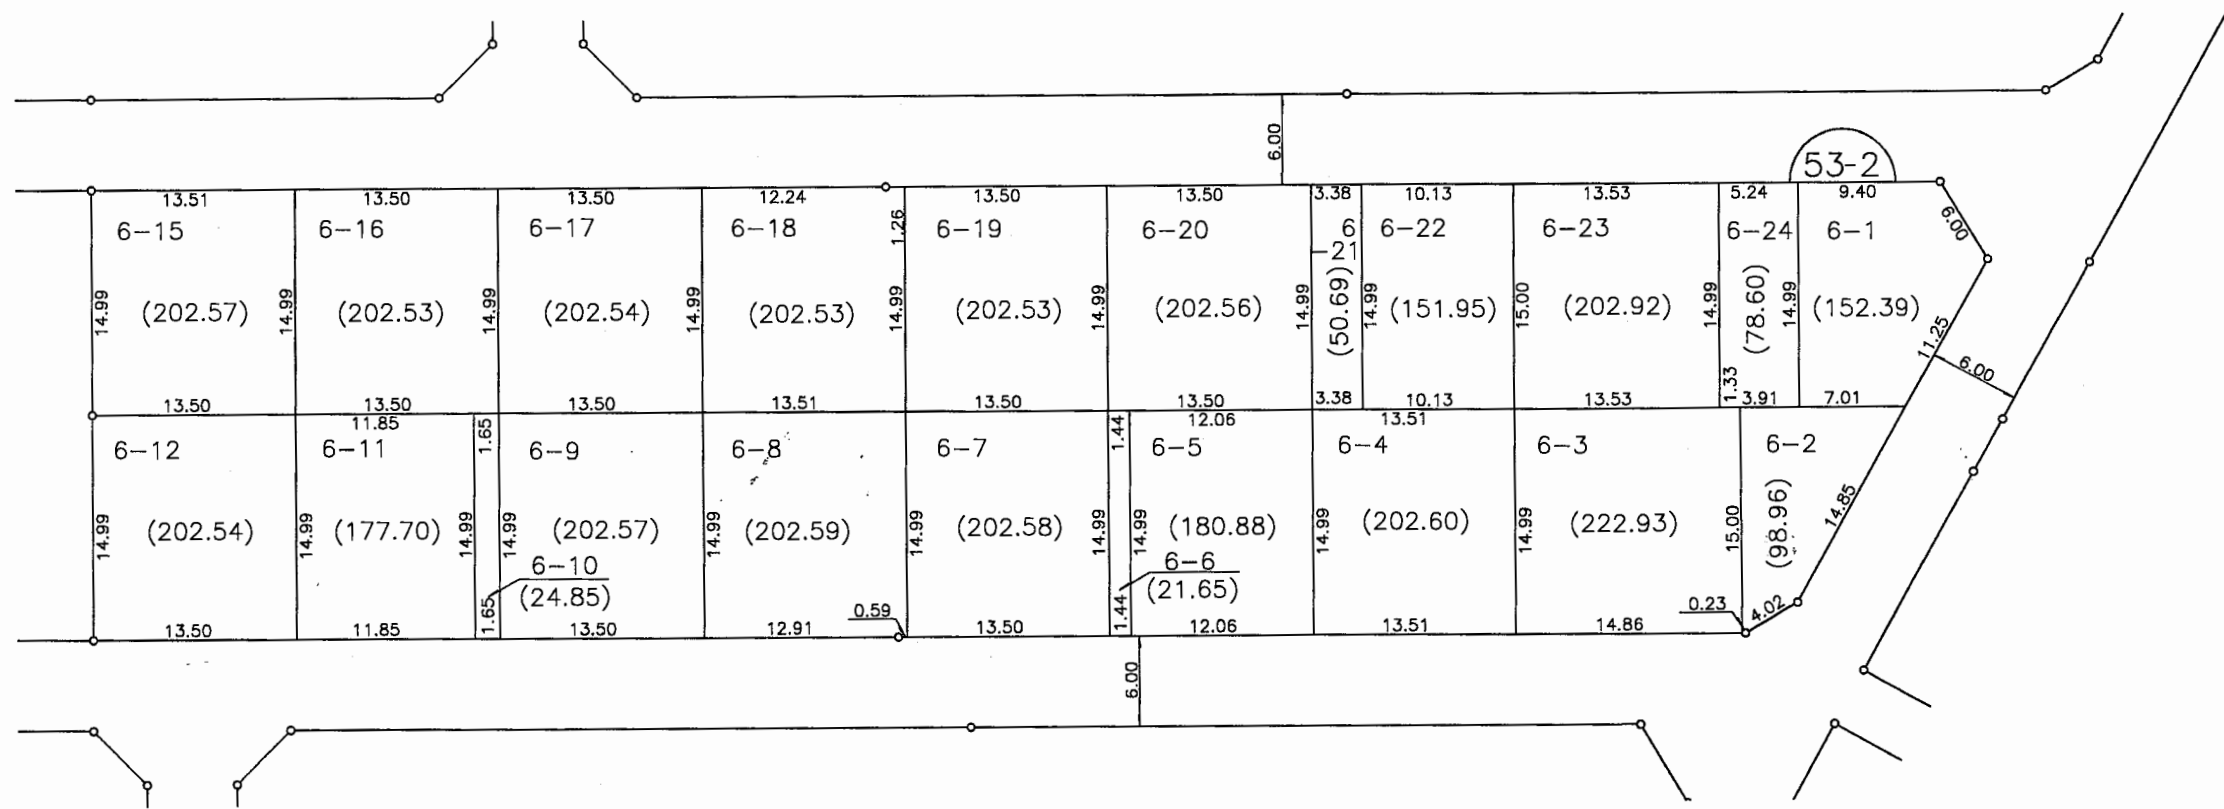 6.00
53-2
13.51 13.50 13.50 12.24 13.50 13.50 3.38 10.13 13.53 5.24 9.40
6.00
1.26
6-15 6-16 6-17 6-18 6-19 6-20 6-21 6-22 6-23 6-24 6-1
14.99 (202.57) 14.99 (202.53) 14.99 (202.54) 14.99 (202.53) 14.99 (202.53) 14.99 (202.56) 14.99 (50.69) 14.99 (151.95) 15.00 (202.92) 14.99 (78.60) 14.99 (152.39)
11.25
6.00
1.33
13.50 13.50 13.50 13.51 13.50 13.50 3.38 10.13 13.53 3.91 7.01
11.85 1.65 1.44 12.06 13.51
6-12 6-11 6-9 6-8 6-7 6-5 6-4 6-3 6-2
14.99 (202.54) 14.99 (177.70) 14.99 14.99 (202.57) 14.99 (202.59) 14.99 (202.58) 14.99 14.99 (180.88) 14.99 (202.60) 14.99 (222.93) 15.00 (98.96) 14.85
6-10 6-6
(24.85) (21.65)
0.59 0.23 4.02
13.50 11.85 1.65 13.50 12.91 13.50 1.44 12.06 13.51 14.86
6.00